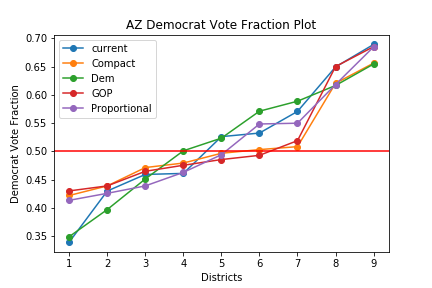 AZ Democrat Vote Fraction Plot
current
Compact
Dem
GOP
Proportional
0.70
0.65
0.60
0.55
0.50
0.45
0.40
0.35
Democrat Vote Fraction
1 2 3 4 5 6 7 8 9
Districts